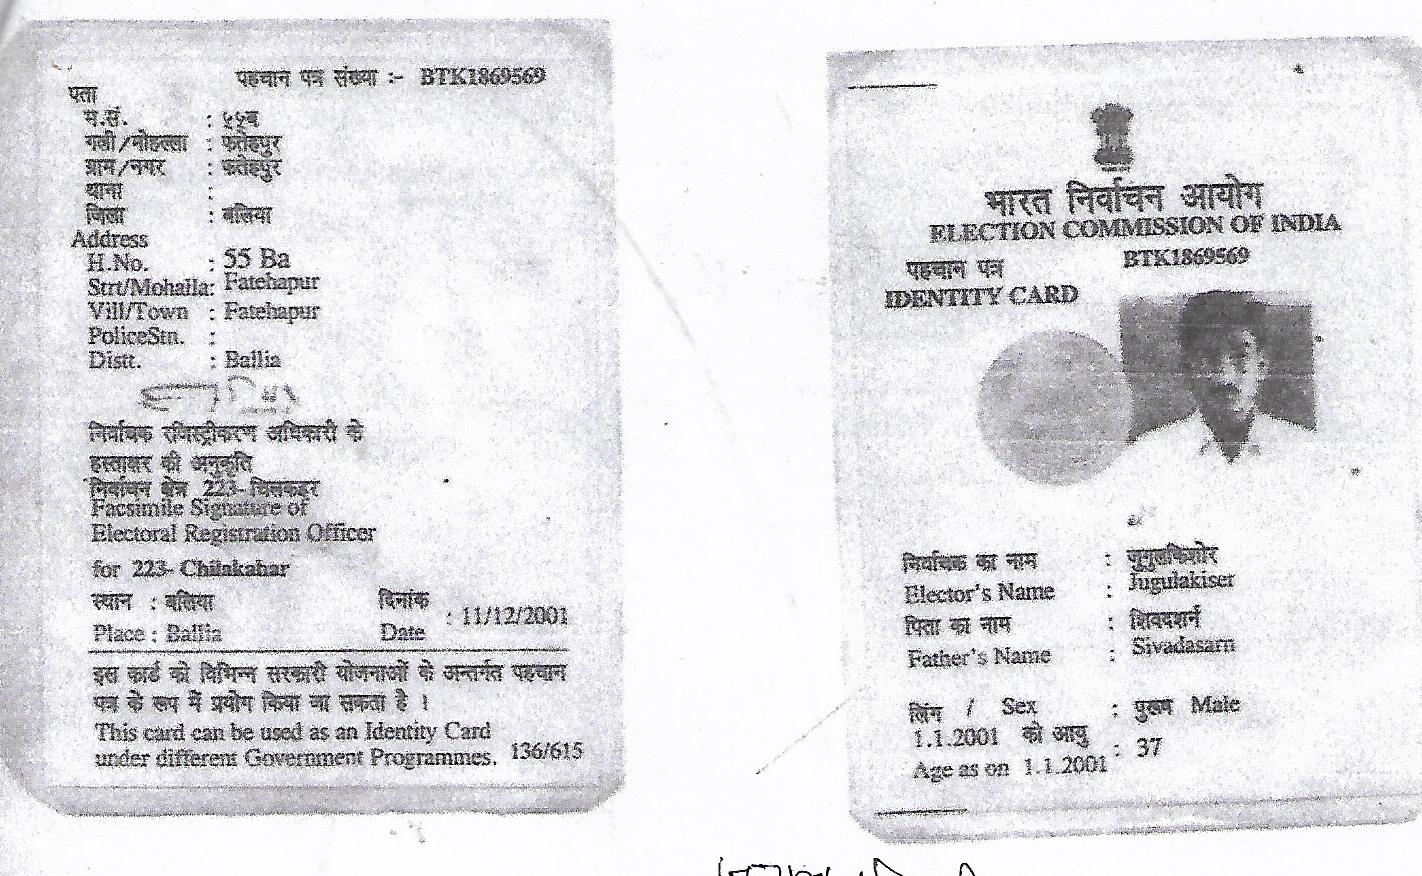 पहचान पत्र संख्या :- BTK1869569
पता
म.सं. : ५५ब
गली/मोहल्ला : फतेहपुर
ग्राम/नगर : फतेहपुर
थाना :
जिला : बलिया
Address
H.No. : 55 Ba
Strt/Mohalla: Fatehapur
Vill/Town : Fatehapur
PoliceStn. :
Distt. : Ballia
निर्वाचक रजिस्ट्रीकरण अधिकारी के
हस्ताक्षर की अनुकृति
निर्वाचन क्षेत्र 223- चिलकहर
Facsimile Signature of
Electoral Registration Officer
for 223- Chilakahar
स्थान : बलिया दिनांक
Place : Ballia Date : 11/12/2001
इस कार्ड को विभिन्न सरकारी योजनाओं के अन्तर्गत पहचान
पत्र के रूप में प्रयोग किया जा सकता है ।
This card can be used as an Identity Card
under different Government Programmes. 136/615
भारत निर्वाचन आयोग
ELECTION COMMISSION OF INDIA
पहचान पत्र BTK1869569
IDENTITY CARD
निर्वाचक का नाम : जुगुलकिशोर
Elector's Name : Jugulakiser
पिता का नाम : शिवदर्शन
Father's Name : Sivadasarn
लिंग / Sex : पुरूष Male
1.1.2001 को आयु : 37
Age as on 1.1.2001